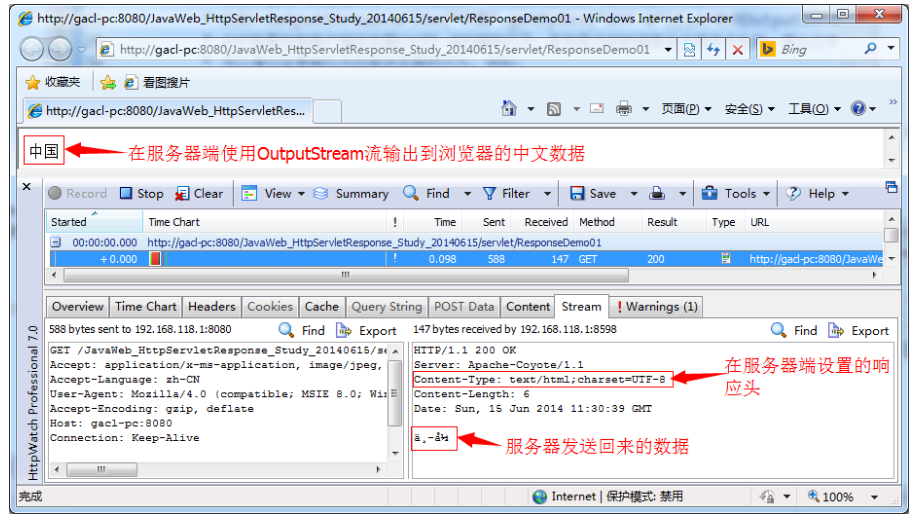 http://gacl-pc:8080/JavaWeb_HttpServletResponse_Study_20140615/servlet/ResponseDemo01 - Windows Internet Explorer
http://gacl-pc:8080/JavaWeb_HttpServletResponse_Study_20140615/servlet/ResponseDemo01 Bing
收藏夹 看图搜片
http://gacl-pc:8080/JavaWeb_HttpServletRes... 页面(P) 安全(S) 工具(O) »
中国 在服务器端使用OutputStream流输出到浏览器的中文数据
Record Stop Clear View Summary Find Filter Save Tools Help
Started Time Chart ! Time Sent Received Method Result Type URL
00:00:00.000 http://gacl-pc:8080/JavaWeb_HttpServletResponse_Study_20140615/servlet/ResponseDemo01
+ 0.000 ! 0.098 588 147 GET 200 http://gacl-pc:8080/JavaWe
Overview Time Chart Headers Cookies Cache Query String POST Data Content Stream ! Warnings (1)
588 bytes sent to 192.168.118.1:8080 Find Export
GET /JavaWeb_HttpServletResponse_Study_20140615/se
Accept: application/x-ms-application, image/jpeg,
Accept-Language: zh-CN
User-Agent: Mozilla/4.0 (compatible; MSIE 8.0; Win
Accept-Encoding: gzip, deflate
Host: gacl-pc:8080
Connection: Keep-Alive
147 bytes received by 192.168.118.1:8598 Find Export
HTTP/1.1 200 OK
Server: Apache-Coyote/1.1
Content-Type: text/html;charset=UTF-8
Content-Length: 6
Date: Sun, 15 Jun 2014 11:30:39 GMT
在服务器端设置的响
应头
服务器发送回来的数据
HttpWatch Professional 7.0
完成 Internet | 保护模式: 禁用 100%